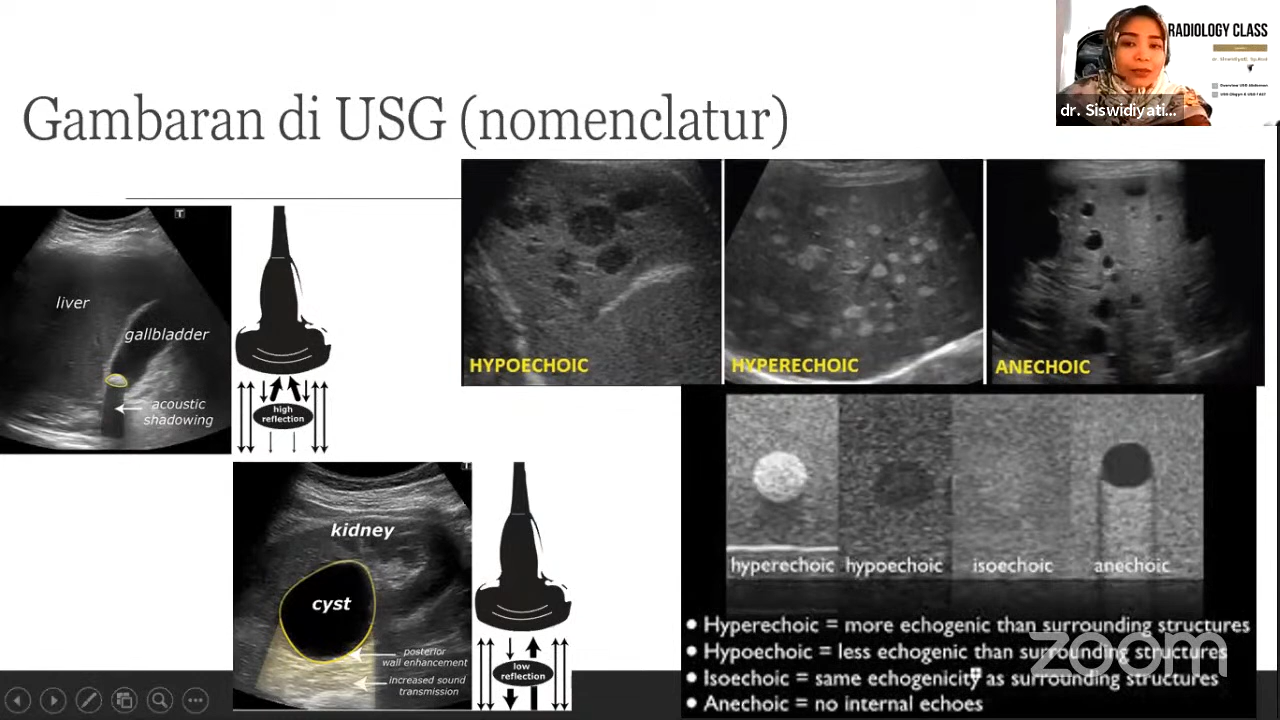 RADIOLOGY CLASS
dr. Siswidiyati...
Gambaran di USG (nomenclatur)
T
liver
gallbladder
acoustic
shadowing
high
reflection
HYPOECHOIC
HYPERECHOIC
ANECHOIC
kidney
cyst
posterior
wall enhancement
increased sound
transmission
low
reflection
hyperechoic
hypoechoic
isoechoic
anechoic
• Hyperechoic = more echogenic than surrounding structures
• Hypoechoic = less echogenic than surrounding structures
• Isoechoic = same echogenicity as surrounding structures
• Anechoic = no internal echoes
zoom